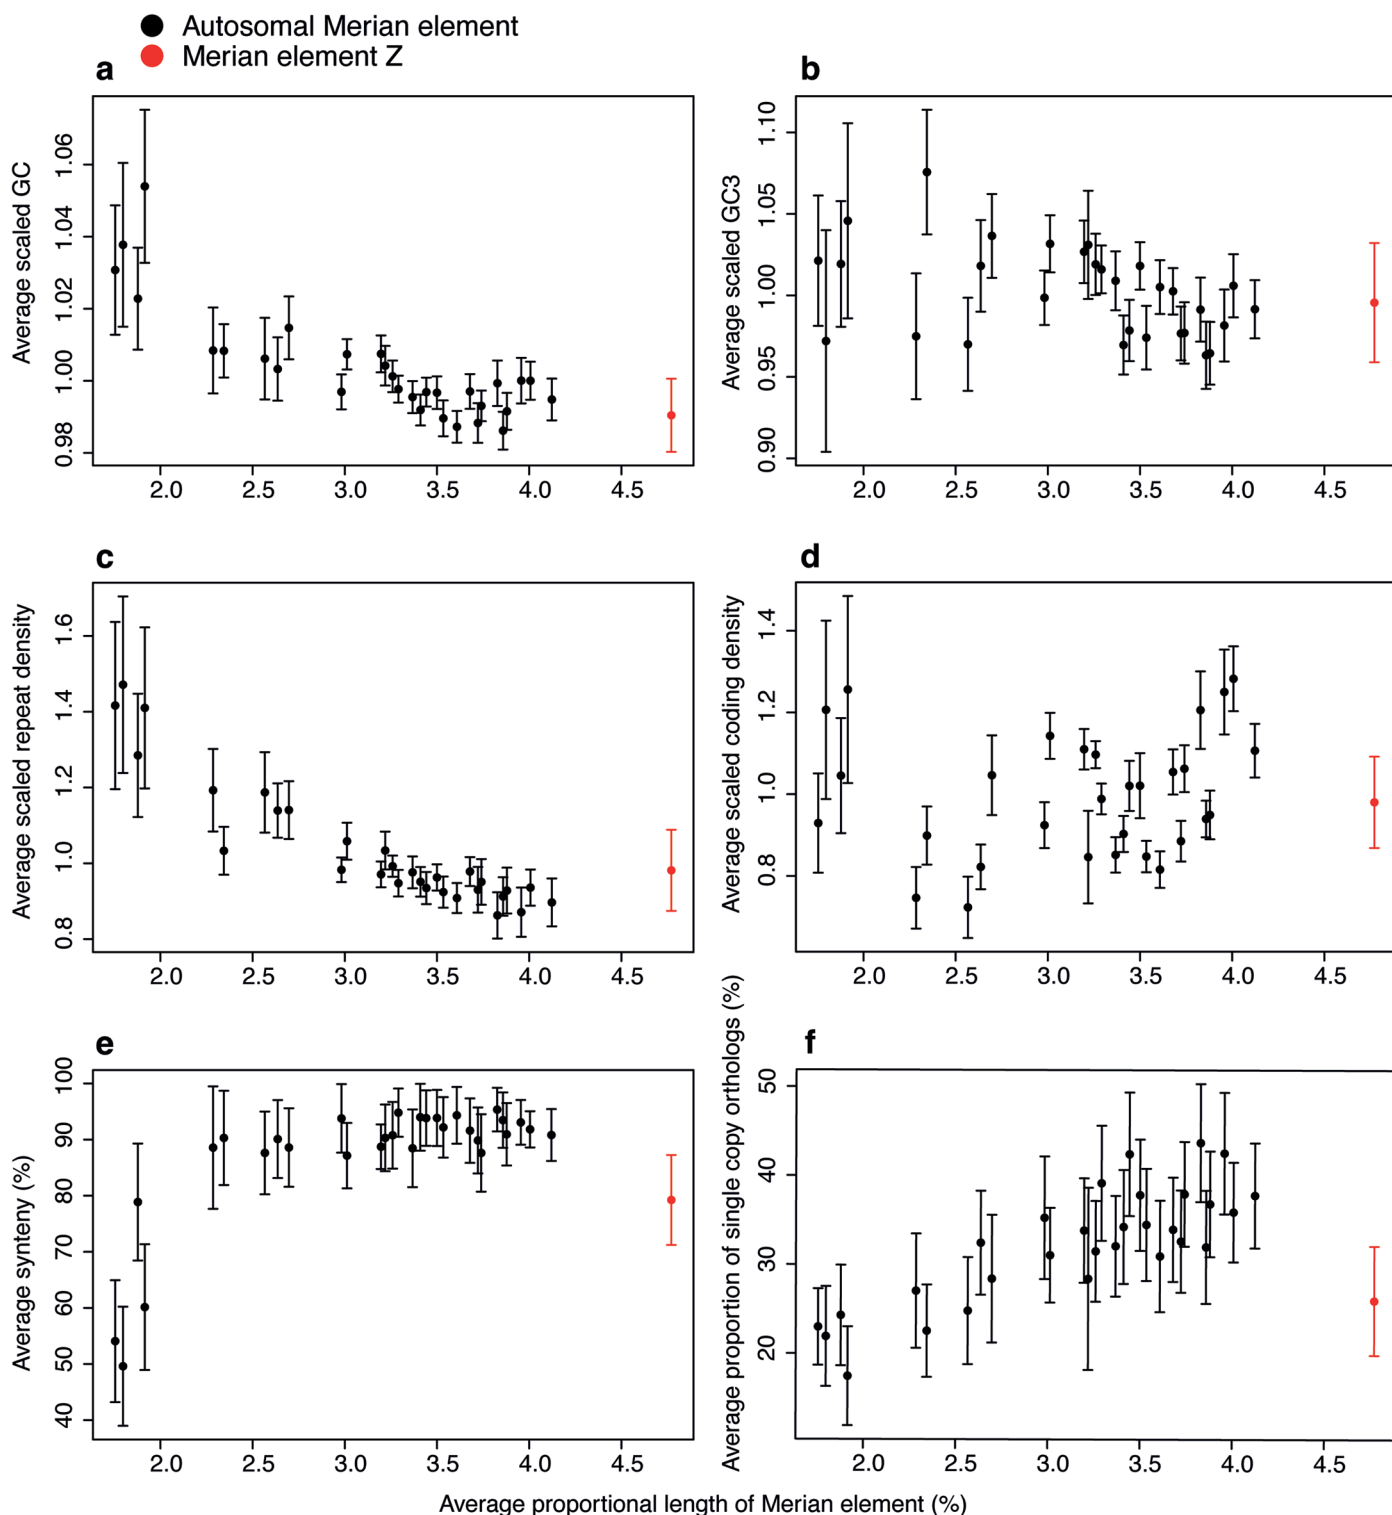 Autosomal Merian element
Merian element Z
a
Average scaled GC
0.98 1.00 1.02 1.04 1.06
2.0 2.5 3.0 3.5 4.0 4.5
b
Average scaled GC3
0.90 0.95 1.00 1.05 1.10
2.0 2.5 3.0 3.5 4.0 4.5
c
Average scaled repeat density
0.8 1.0 1.2 1.4 1.6
2.0 2.5 3.0 3.5 4.0 4.5
d
Average scaled coding density
0.8 1.0 1.2 1.4
2.0 2.5 3.0 3.5 4.0 4.5
e
Average synteny (%)
40 50 60 70 80 90 100
2.0 2.5 3.0 3.5 4.0 4.5
f
Average proportion of single copy orthologs (%)
20 30 40 50
2.0 2.5 3.0 3.5 4.0 4.5
Average proportional length of Merian element (%)